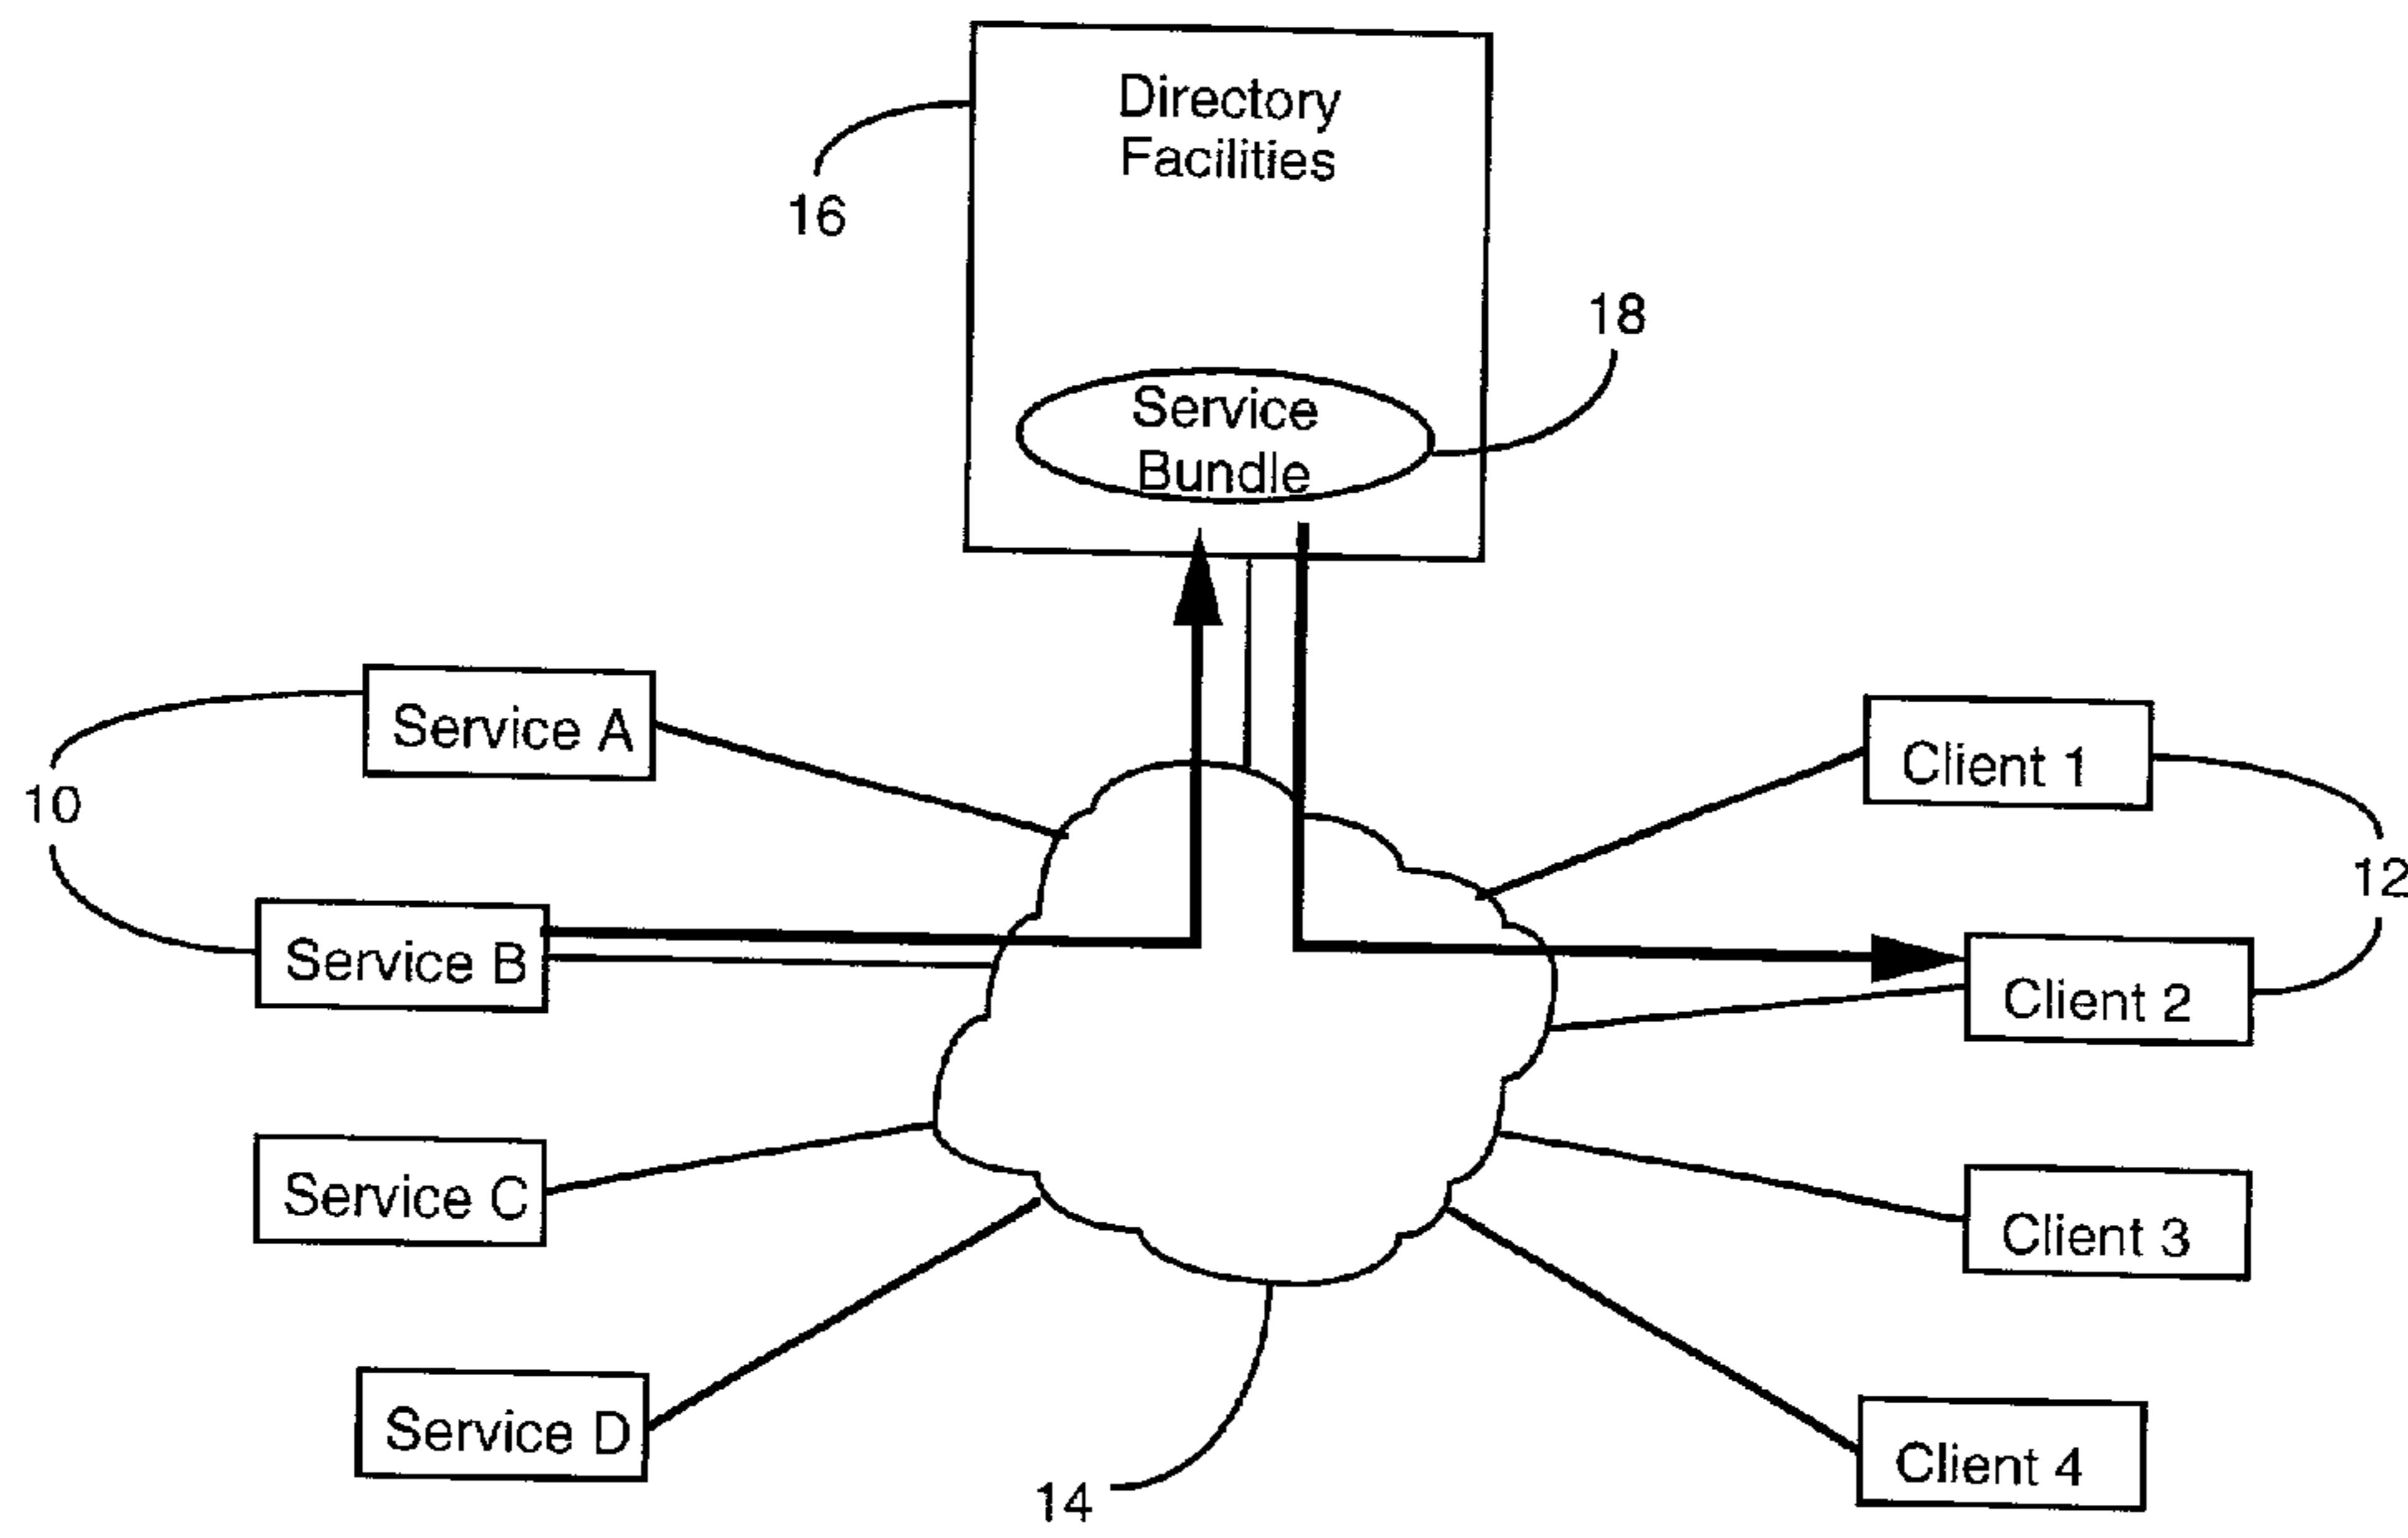 Directory
Facilities
16
18
Service
Bundle
Service A
Client 1
10
12
Service B
Client 2
Service C
Client 3
Service D
Client 4
14